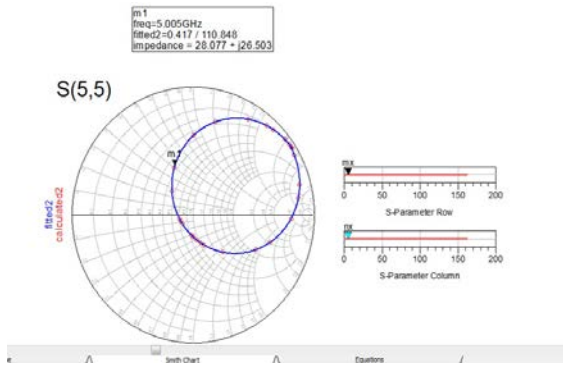 m1
freq=5.005GHz
fitted2=0.417 / 110.848
impedance = 28.077 + j26.503
S(5,5)
m1
fitted2
calculated2
mx
0 50 100 150 200
S-Parameter Row
nx
0 50 100 150 200
S-Parameter Column
Smith Chart
Equations